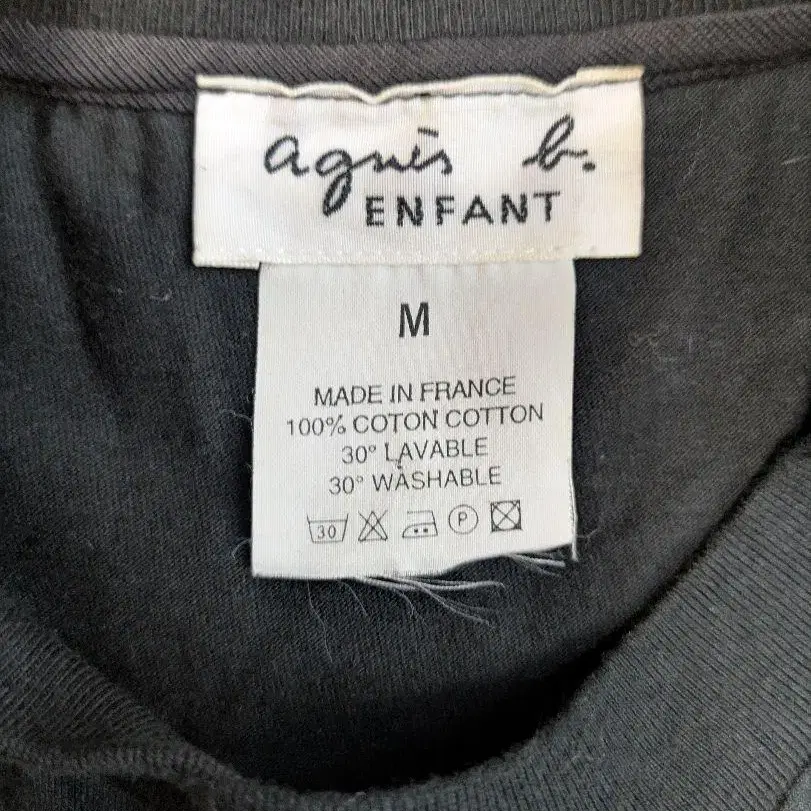 agnès b.
ENFANT
M
MADE IN FRANCE
100% COTON COTTON
30° LAVABLE
30° WASHABLE
30 P